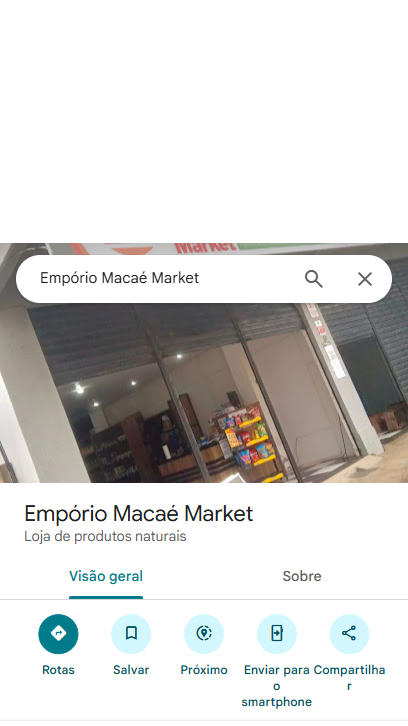 Market
Empório Macaé Market
Empório Macaé Market
Loja de produtos naturais
Visão geral
Sobre
Rotas
Salvar
Próximo
Enviar para
o
smartphone
Compartilha
r